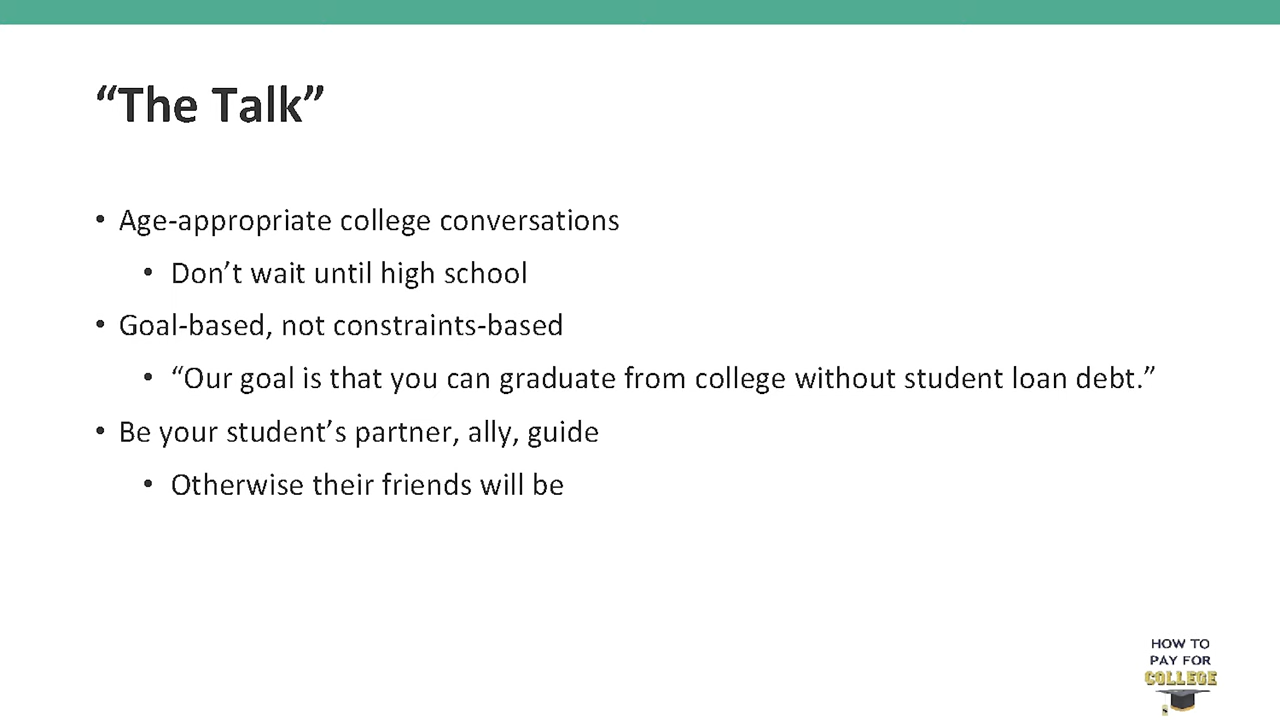 “The Talk”
• Age-appropriate college conversations
• Don’t wait until high school
• Goal-based, not constraints-based
• “Our goal is that you can graduate from college without student loan debt.”
• Be your student’s partner, ally, guide
• Otherwise their friends will be
HOW TO
PAY FOR
COLLEGE